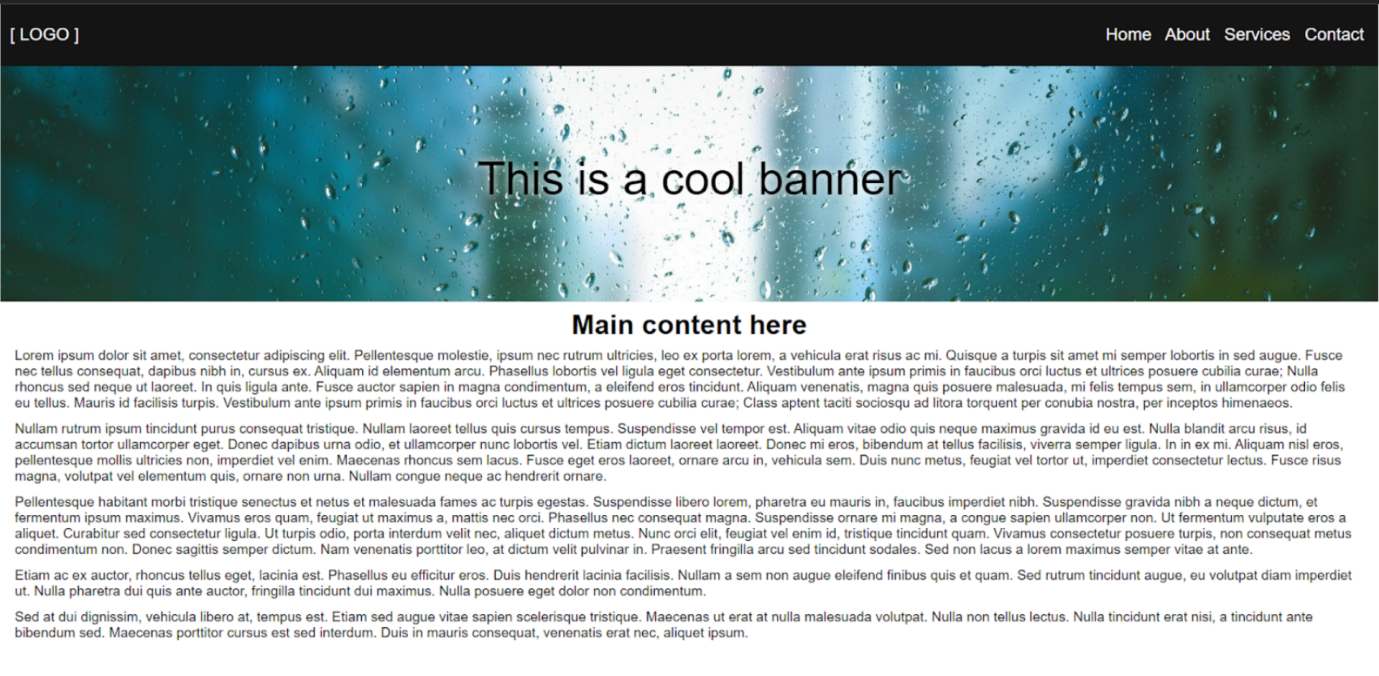 [ LOGO ]
Home About Services Contact
This is a cool banner
Main content here
Lorem ipsum dolor sit amet, consectetur adipiscing elit. Pellentesque molestie, ipsum nec rutrum ultricies, leo ex porta lorem, a vehicula erat risus ac mi. Quisque a turpis sit amet mi semper lobortis in sed augue. Fusce
nec tellus consequat, dapibus nibh in, cursus ex. Aliquam id elementum arcu. Phasellus lobortis vel ligula eget consectetur. Vestibulum ante ipsum primis in faucibus orci luctus et ultrices posuere cubilia curae; Nulla
rhoncus sed neque ut laoreet. In quis ligula ante. Fusce auctor sapien in magna condimentum, a eleifend eros tincidunt. Aliquam venenatis, magna quis posuere malesuada, mi felis tempus sem, in ullamcorper odio felis
eu tellus. Mauris id facilisis turpis. Vestibulum ante ipsum primis in faucibus orci luctus et ultrices posuere cubilia curae; Class aptent taciti sociosqu ad litora torquent per conubia nostra, per inceptos himenaeos.
Nullam rutrum ipsum tincidunt purus consequat tristique. Nullam laoreet tellus quis cursus tempus. Suspendisse vel tempor est. Aliquam vitae odio quis neque maximus gravida id eu est. Nulla blandit arcu risus, id
accumsan tortor ullamcorper eget. Donec dapibus urna odio, et ullamcorper nunc lobortis vel. Etiam dictum laoreet laoreet. Donec mi eros, bibendum at tellus facilisis, viverra semper ligula. In in ex mi. Aliquam nisl eros,
pellentesque mollis ultricies non, imperdiet vel enim. Maecenas rhoncus sem lacus. Fusce eget eros laoreet, ornare arcu in, vehicula sem. Duis nunc metus, feugiat vel tortor ut, imperdiet consectetur lectus. Fusce risus
magna, volutpat vel elementum quis, ornare non urna. Nullam congue neque ac hendrerit ornare.
Pellentesque habitant morbi tristique senectus et netus et malesuada fames ac turpis egestas. Suspendisse libero lorem, pharetra eu mauris in, faucibus imperdiet nibh. Suspendisse gravida nibh a neque dictum, et
fermentum ipsum maximus. Vivamus eros quam, feugiat ut maximus a, mattis nec orci. Phasellus nec consequat magna. Suspendisse ornare mi magna, a congue sapien ullamcorper non. Ut fermentum vulputate eros a
aliquet. Curabitur sed consectetur ligula. Ut turpis odio, porta interdum velit nec, aliquet dictum metus. Nunc orci elit, feugiat vel enim id, tristique tincidunt quam. Vivamus consectetur posuere turpis, non consequat metus
condimentum non. Donec sagittis semper dictum. Nam venenatis porttitor leo, at dictum velit pulvinar in. Praesent fringilla arcu sed tincidunt sodales. Sed non lacus a lorem maximus semper vitae at ante.
Etiam ac ex auctor, rhoncus tellus eget, lacinia est. Phasellus eu efficitur eros. Duis hendrerit lacinia facilisis. Nullam a sem non augue eleifend finibus quis et quam. Sed rutrum tincidunt augue, eu volutpat diam imperdiet
ut. Nulla pharetra dui quis ante auctor, fringilla tincidunt dui maximus. Nulla posuere eget dolor non condimentum.
Sed at dui dignissim, vehicula libero at, tempus est. Etiam sed augue vitae sapien scelerisque tristique. Maecenas ut erat at nulla malesuada volutpat. Nulla non tellus lectus. Nulla tincidunt erat nisi, a tincidunt ante
bibendum sed. Maecenas porttitor cursus est sed interdum. Duis in mauris consequat, venenatis erat nec, aliquet ipsum.